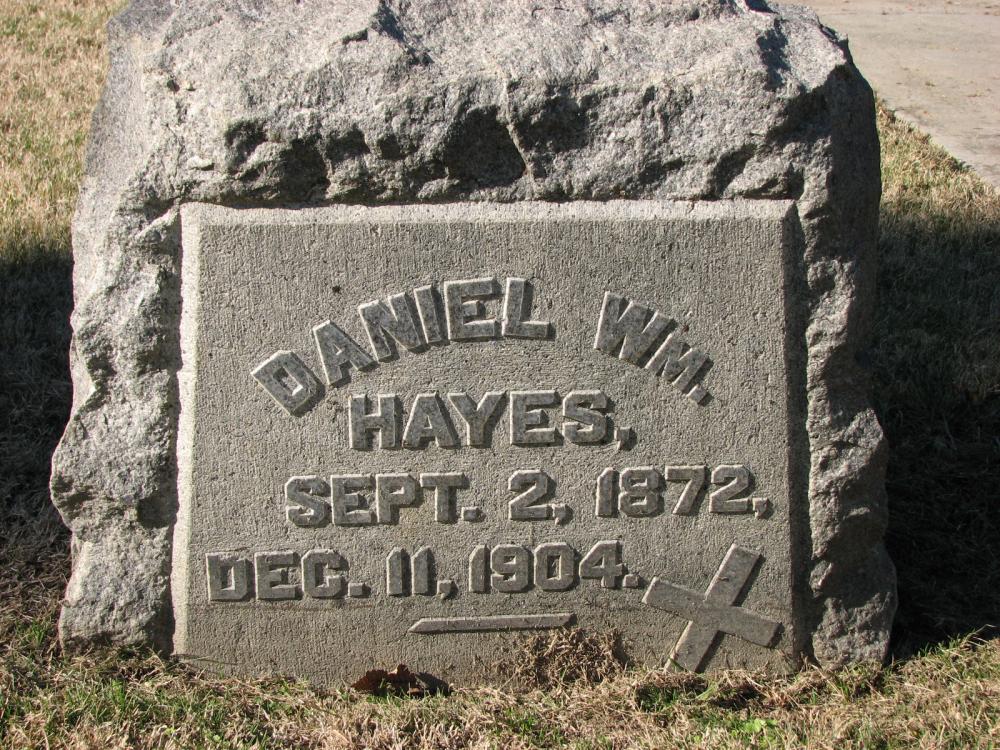 DANIEL WM.
HAYES,
SEPT. 2, 1872,
DEC. 11, 1904.